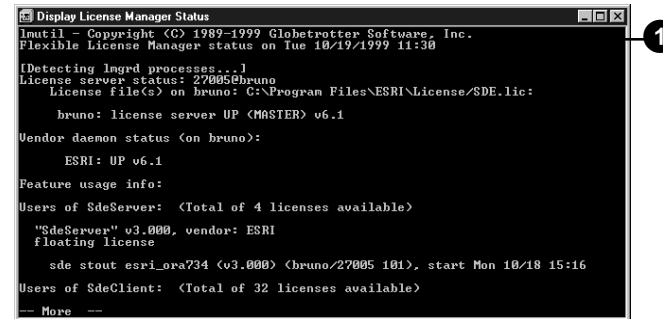 Display License Manager Status
lmutil - Copyright (C) 1989-1999 Globetrotter Software, Inc.
Flexible License Manager status on Tue 10/19/1999 11:30
[Detecting lmgrd processes...]
License server status: 27005@bruno
License file(s) on bruno: C:\Program Files\ESRI\License/SDE.lic:
bruno: license server UP (MASTER) v6.1
Vendor daemon status (on bruno):
ESRI: UP v6.1
Feature usage info:
Users of SdeServer: (Total of 4 licenses available)
"SdeServer" v3.000, vendor: ESRI
floating license
sde stout esri_ora734 (v3.000) (bruno/27005 101), start Mon 10/18 15:16
Users of SdeClient: (Total of 32 licenses available)
-- More --
1